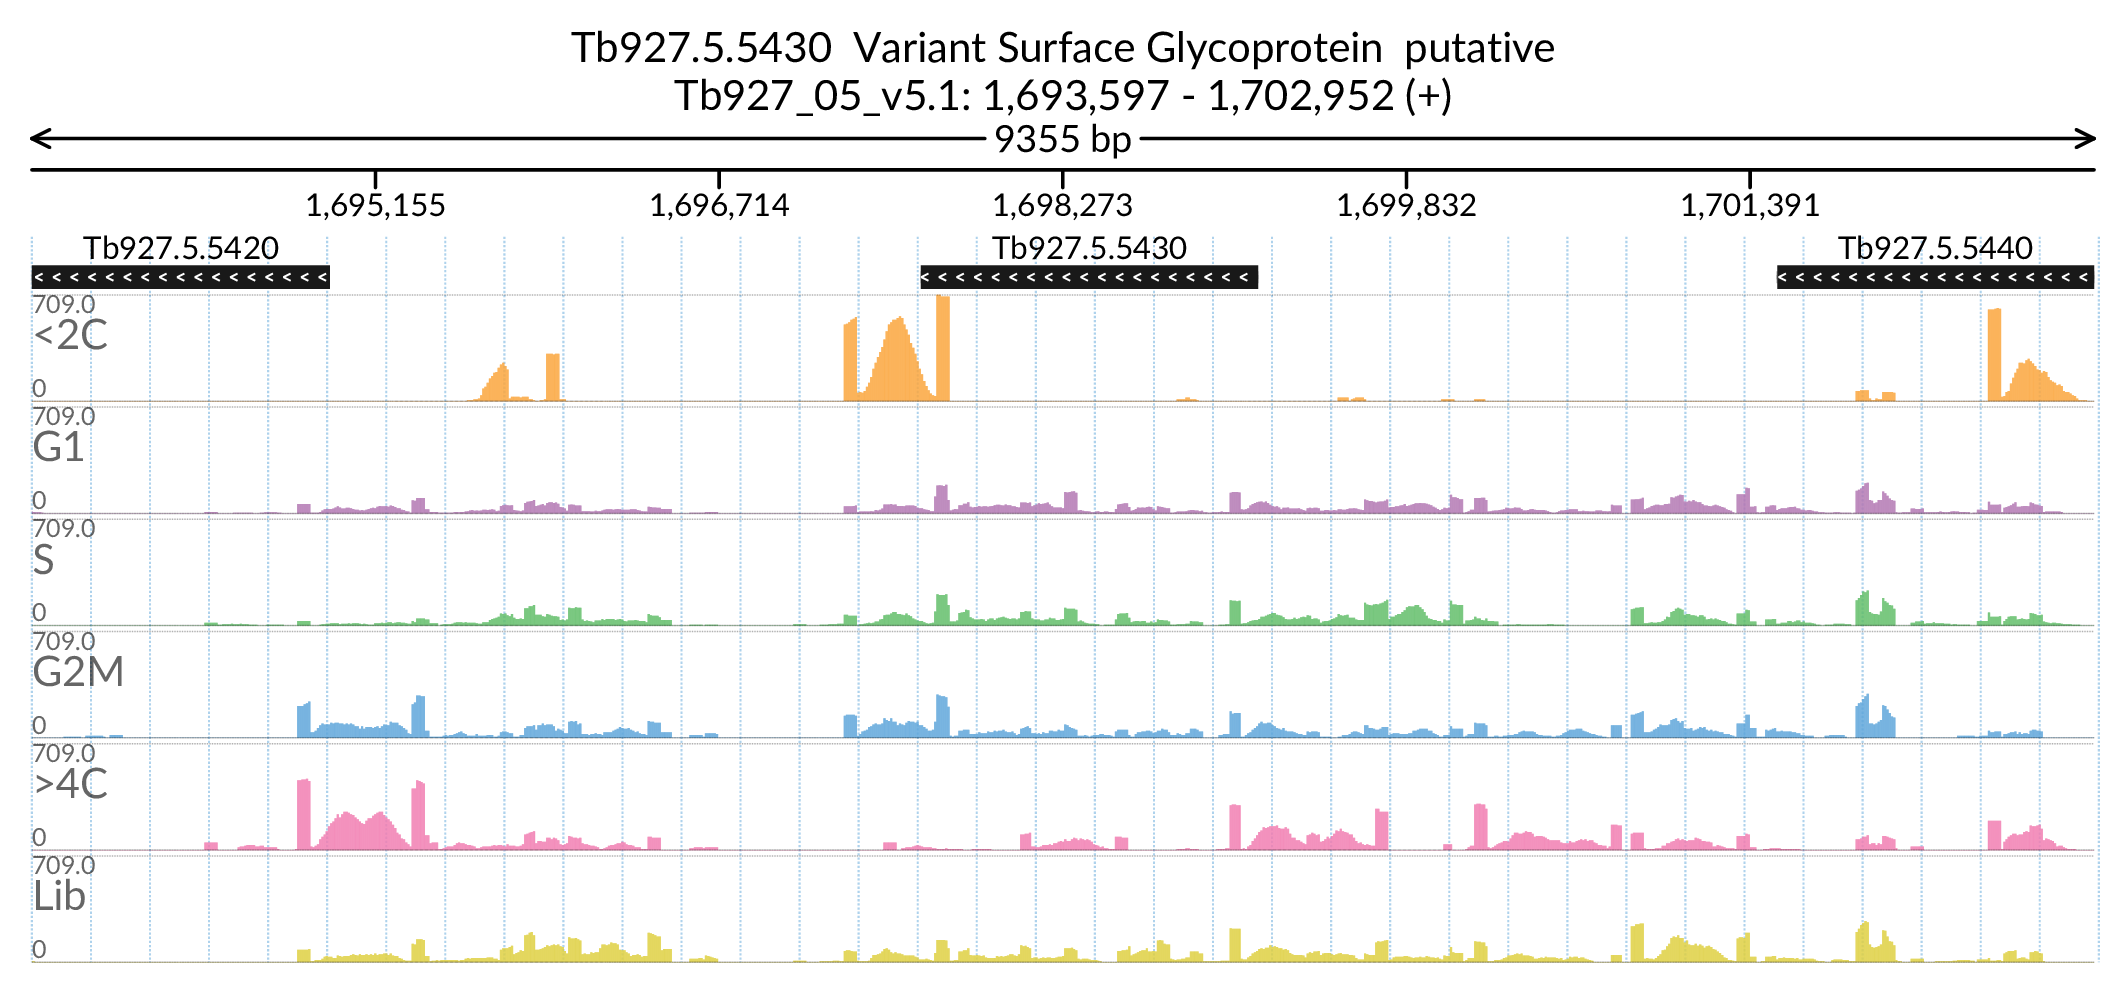 Tb927.5.5430  Variant Surface Glycoprotein  putative
Tb927_05_v5.1: 1,693,597 - 1,702,952 (+)
9355 bp
1,695,155 1,696,714 1,698,273 1,699,832 1,701,391
Tb927.5.5420 Tb927.5.5430 Tb927.5.5440
709.0
<2C
0
709.0
G1
0
709.0
S
0
709.0
G2M
0
709.0
>4C
0
709.0
Lib
0